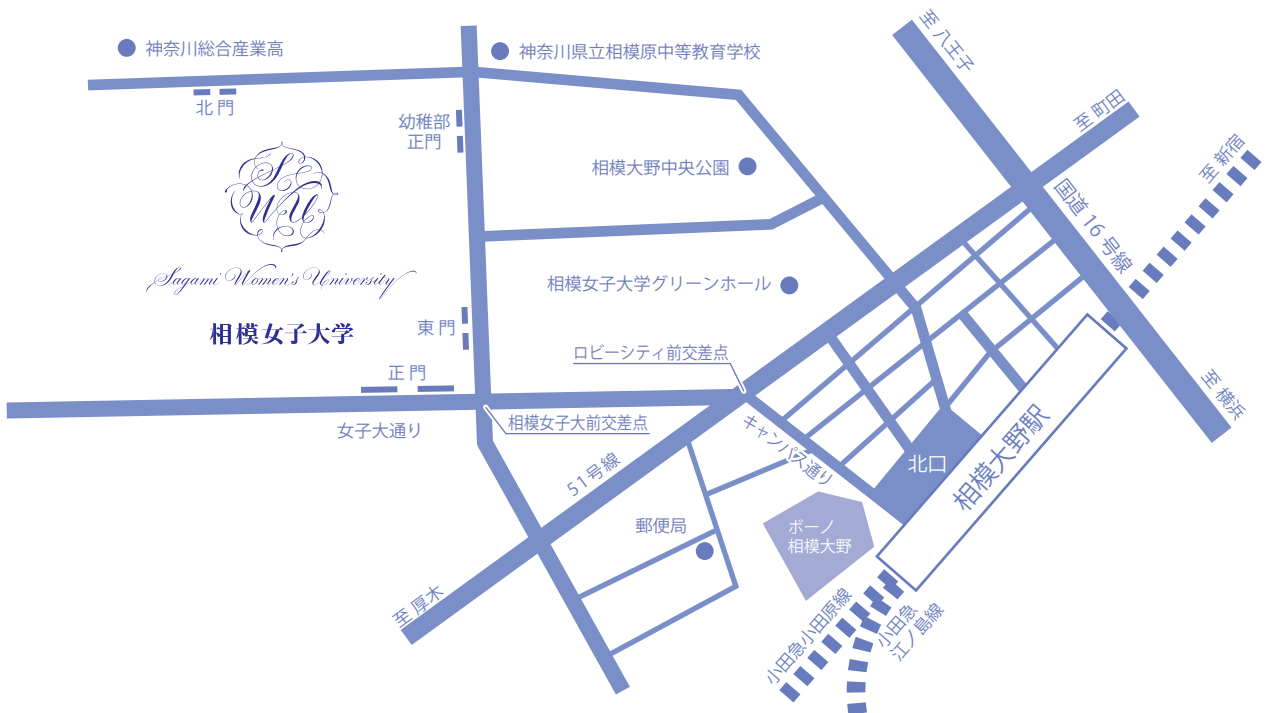 神奈川総合産業高
神奈川県立相模原中等教育学校
至 八王子
北 門
幼稚部
正門
至 町田
相模大野中央公園
至 新宿
国道 16 号線
Sagami Women's University
相模女子大学グリーンホール
相模女子大学
東 門
ロビーシティ前交差点
正 門
至 横浜
相模女子大前交差点
女子大通り
キャンパス通り
51号線
北口
相模大野駅
郵便局
ボーノ
相模大野
至 厚木
小田急小田原線
小田急
江ノ島線